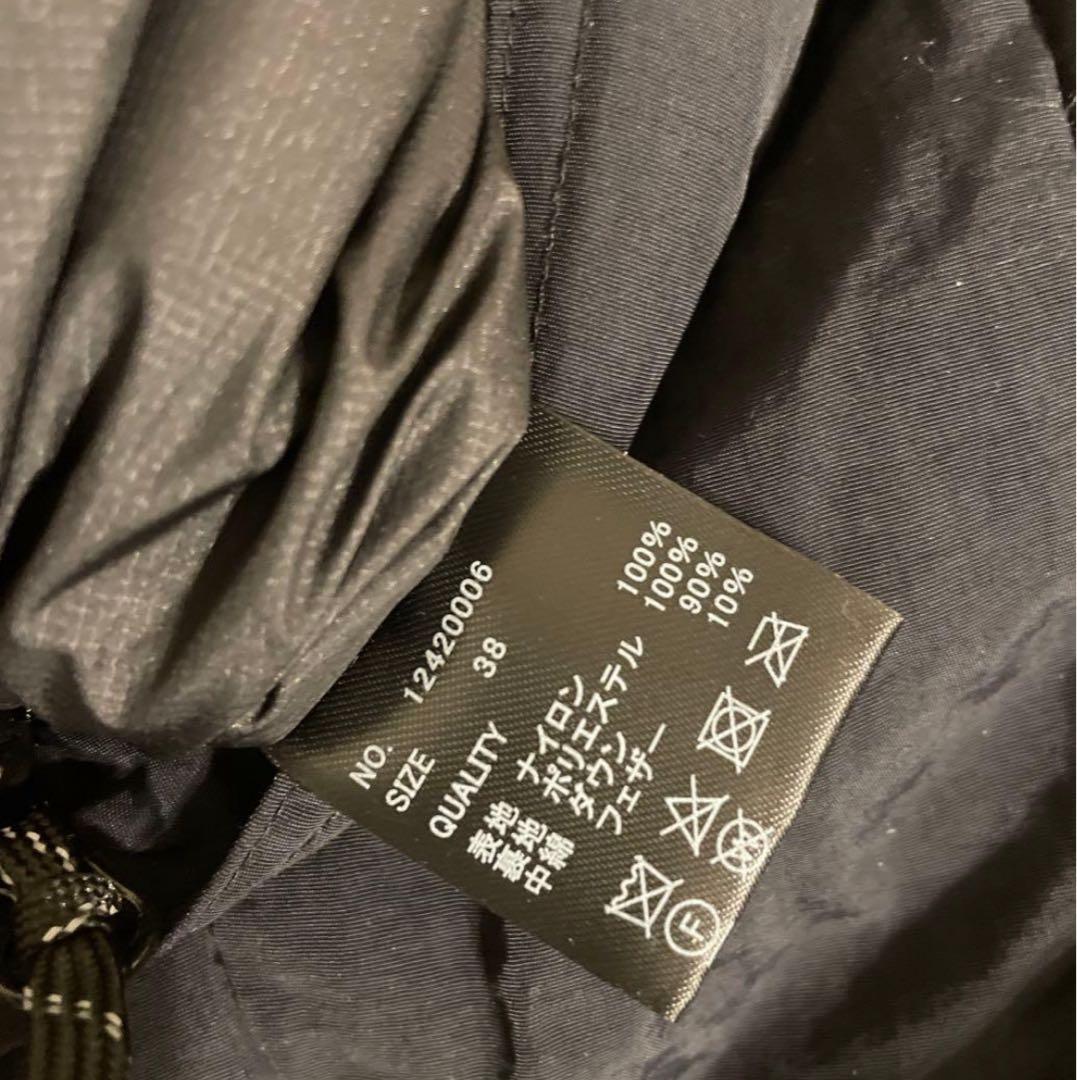 NO. 12420006
SIZE 38
QUALITY
表地 ナイロン 100%
裏地 ポリエステル 100%
中綿 ダウン 90%
フェザー 10%
F